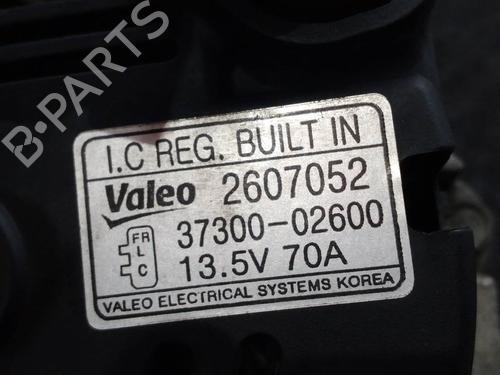 B-PARTS
I.C REG. BUILT IN
Valeo 2607052
FR
L
C
37300-02600
13.5V 70A
VALEO ELECTRICAL SYSTEMS KOREA